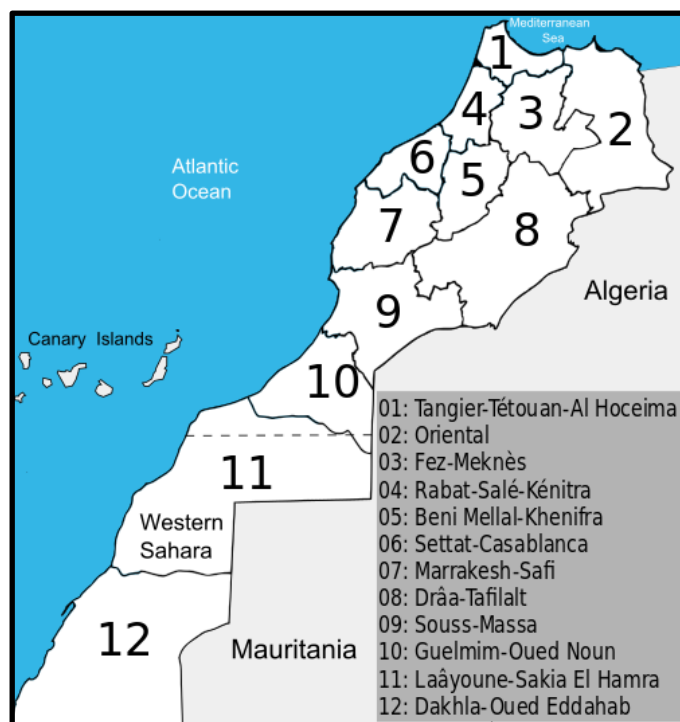 Mediterranean
Sea
1
4
3
2
6
5
Atlantic
Ocean
7
8
Algeria
9
Canary Islands
10
11
Western
Sahara
12
Mauritania
01: Tangier-Tétouan-Al Hoceima
02: Oriental
03: Fez-Meknès
04: Rabat-Salé-Kénitra
05: Beni Mellal-Khenifra
06: Settat-Casablanca
07: Marrakesh-Safi
08: Drâa-Tafilalt
09: Souss-Massa
10: Guelmim-Oued Noun
11: Laâyoune-Sakia El Hamra
12: Dakhla-Oued Eddahab